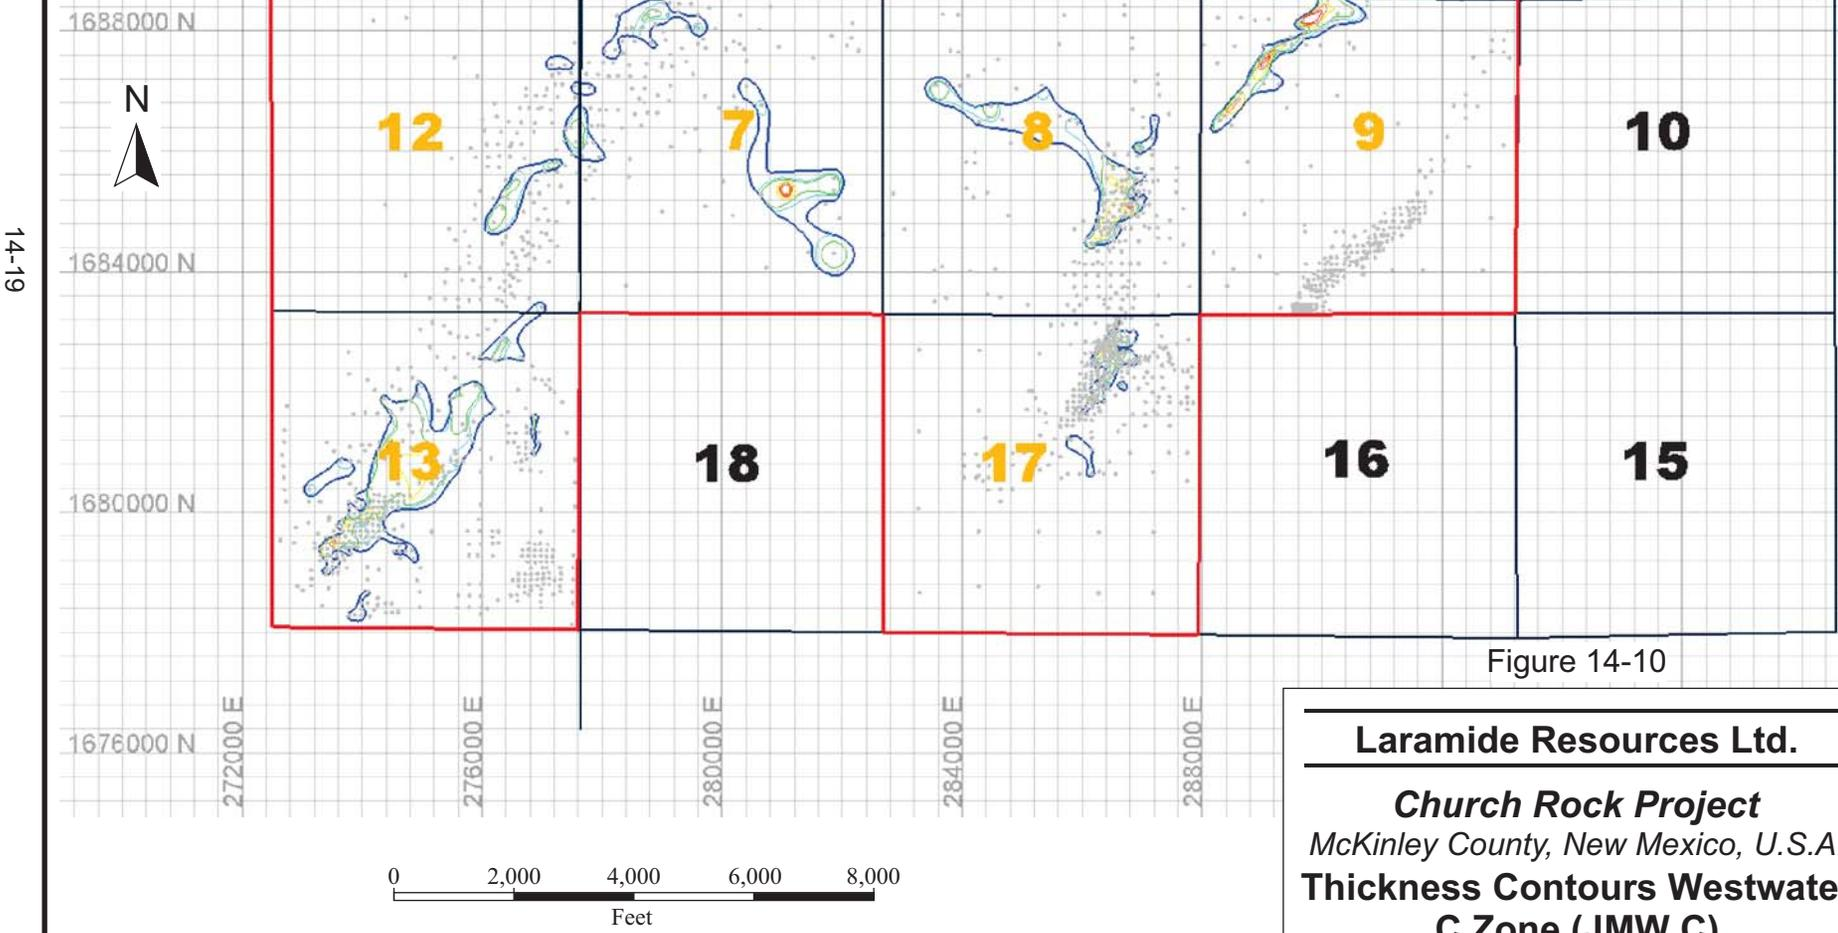 1688000 N
N
12
7
8
9
10
14-19
1684000 N
13
18
17
16
15
1680000 N
Figure 14-10
1676000 N
272000 E
276000 E
280000 E
284000 E
288000 E
Laramide Resources Ltd.
Church Rock Project
McKinley County, New Mexico, U.S.A
Thickness Contours Westwate
C Zone (JMW C)
0 2,000 4,000 6,000 8,000
Feet